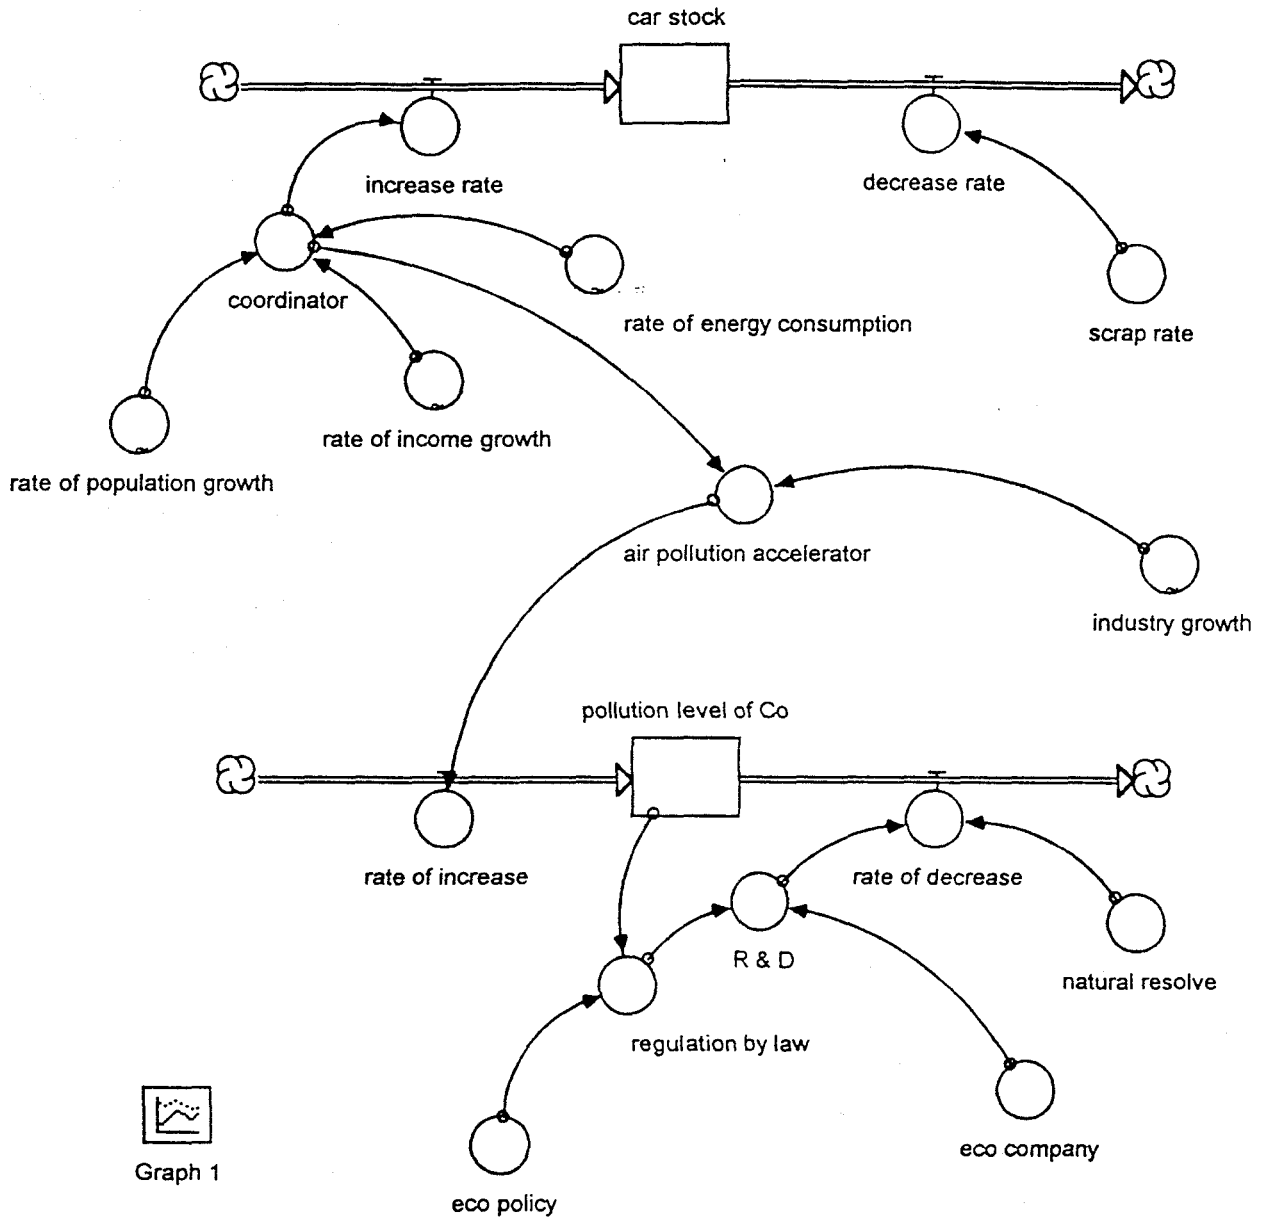 car stock
increase rate
decrease rate
coordinator
rate of energy consumption
scrap rate
rate of income growth
rate of population growth
air pollution accelerator
industry growth
pollution level of Co
rate of increase
rate of decrease
R & D
natural resolve
regulation by law
eco company
Graph 1
eco policy